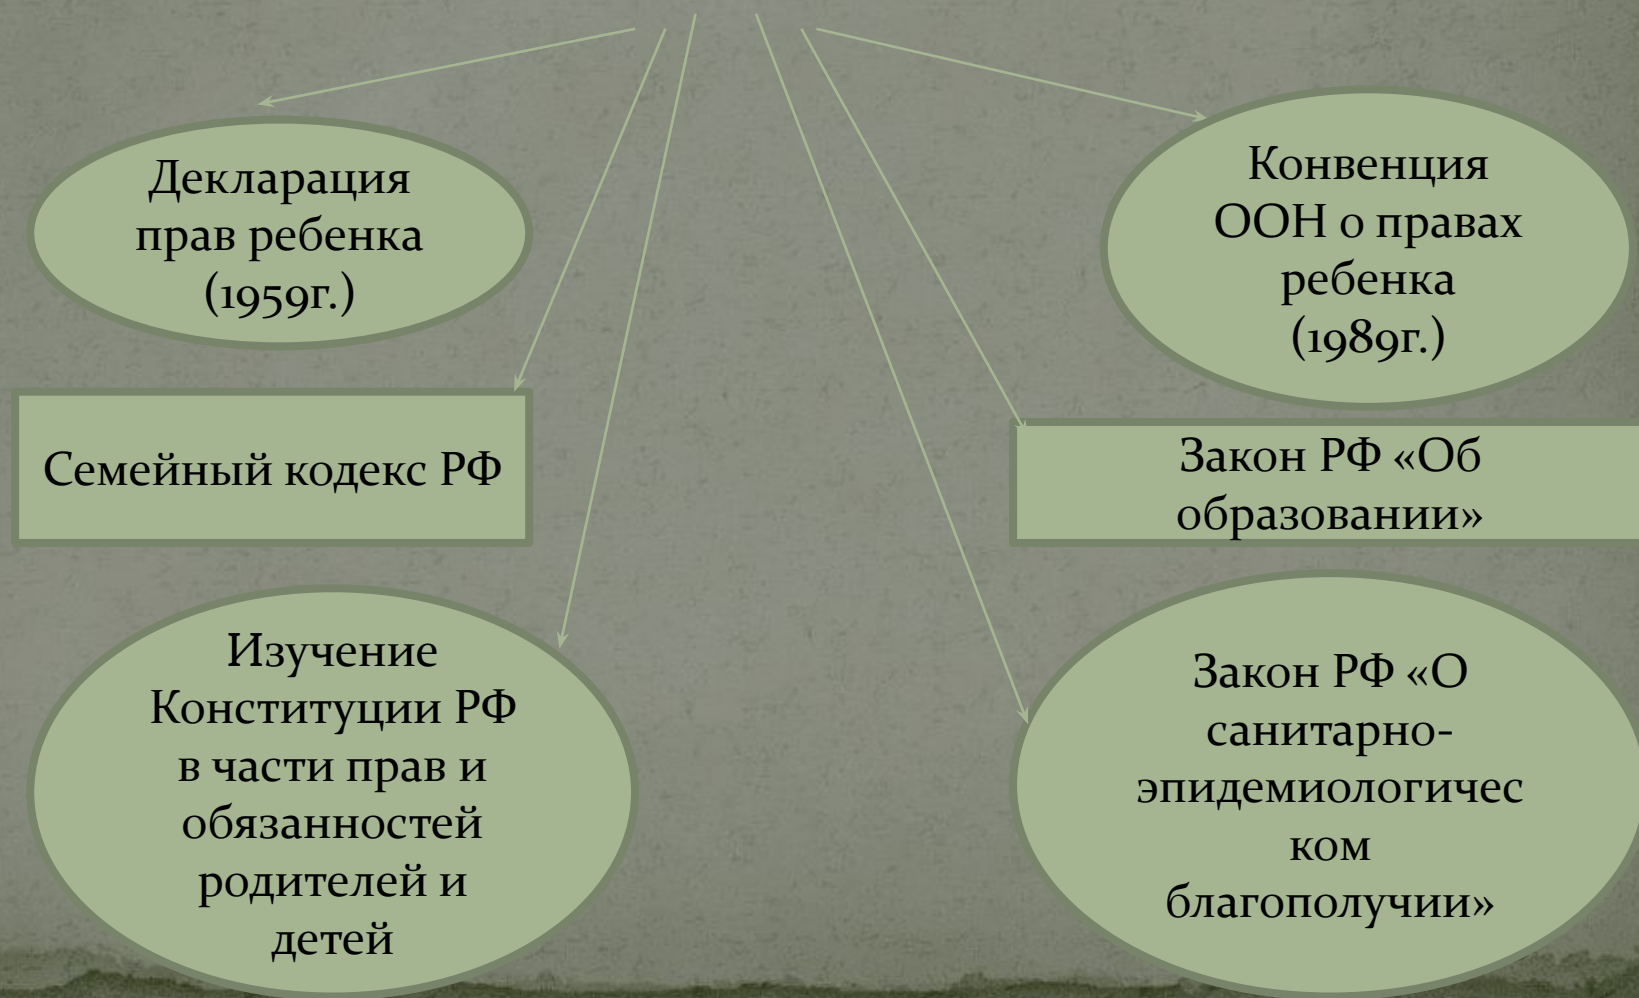 Декларация
прав ребенка
(1959г.)
Конвенция
ООН о правах
ребенка
(1989г.)
Семейный кодекс РФ
Закон РФ «Об
образовании»
Изучение
Конституции РФ
в части прав и
обязанностей
родителей и
детей
Закон РФ «О
санитарно-
эпидемиологичес
ком
благополучии»